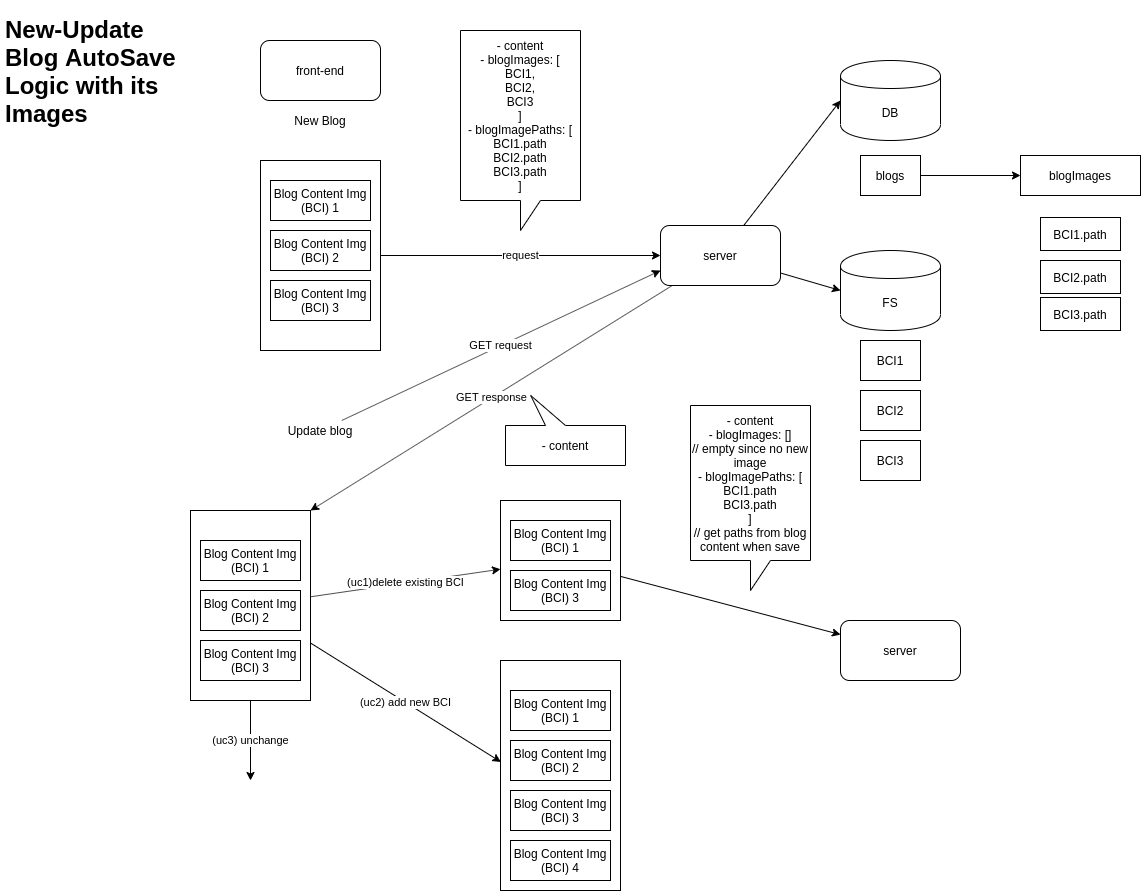 New-Update
Blog AutoSave
Logic with its
Images
front-end
New Blog
Blog Content Img
(BCI) 1
Blog Content Img
(BCI) 2
Blog Content Img
(BCI) 3
- content
- blogImages: [
BCI1,
BCI2,
BCI3
]
- blogImagePaths: [
BCI1.path
BCI2.path
BCI3.path
]
request
server
DB
blogs
blogImages
BCI1.path
BCI2.path
BCI3.path
FS
BCI1
BCI2
BCI3
GET request
Update blog
GET response
- content
Blog Content Img
(BCI) 1
Blog Content Img
(BCI) 2
Blog Content Img
(BCI) 3
(uc1)delete existing BCI
Blog Content Img
(BCI) 1
Blog Content Img
(BCI) 3
- content
- blogImages: []
// empty since no new
image
- blogImagePaths: [
BCI1.path
BCI3.path
]
// get paths from blog
content when save
server
(uc2) add new BCI
Blog Content Img
(BCI) 1
Blog Content Img
(BCI) 2
Blog Content Img
(BCI) 3
Blog Content Img
(BCI) 4
(uc3) unchange